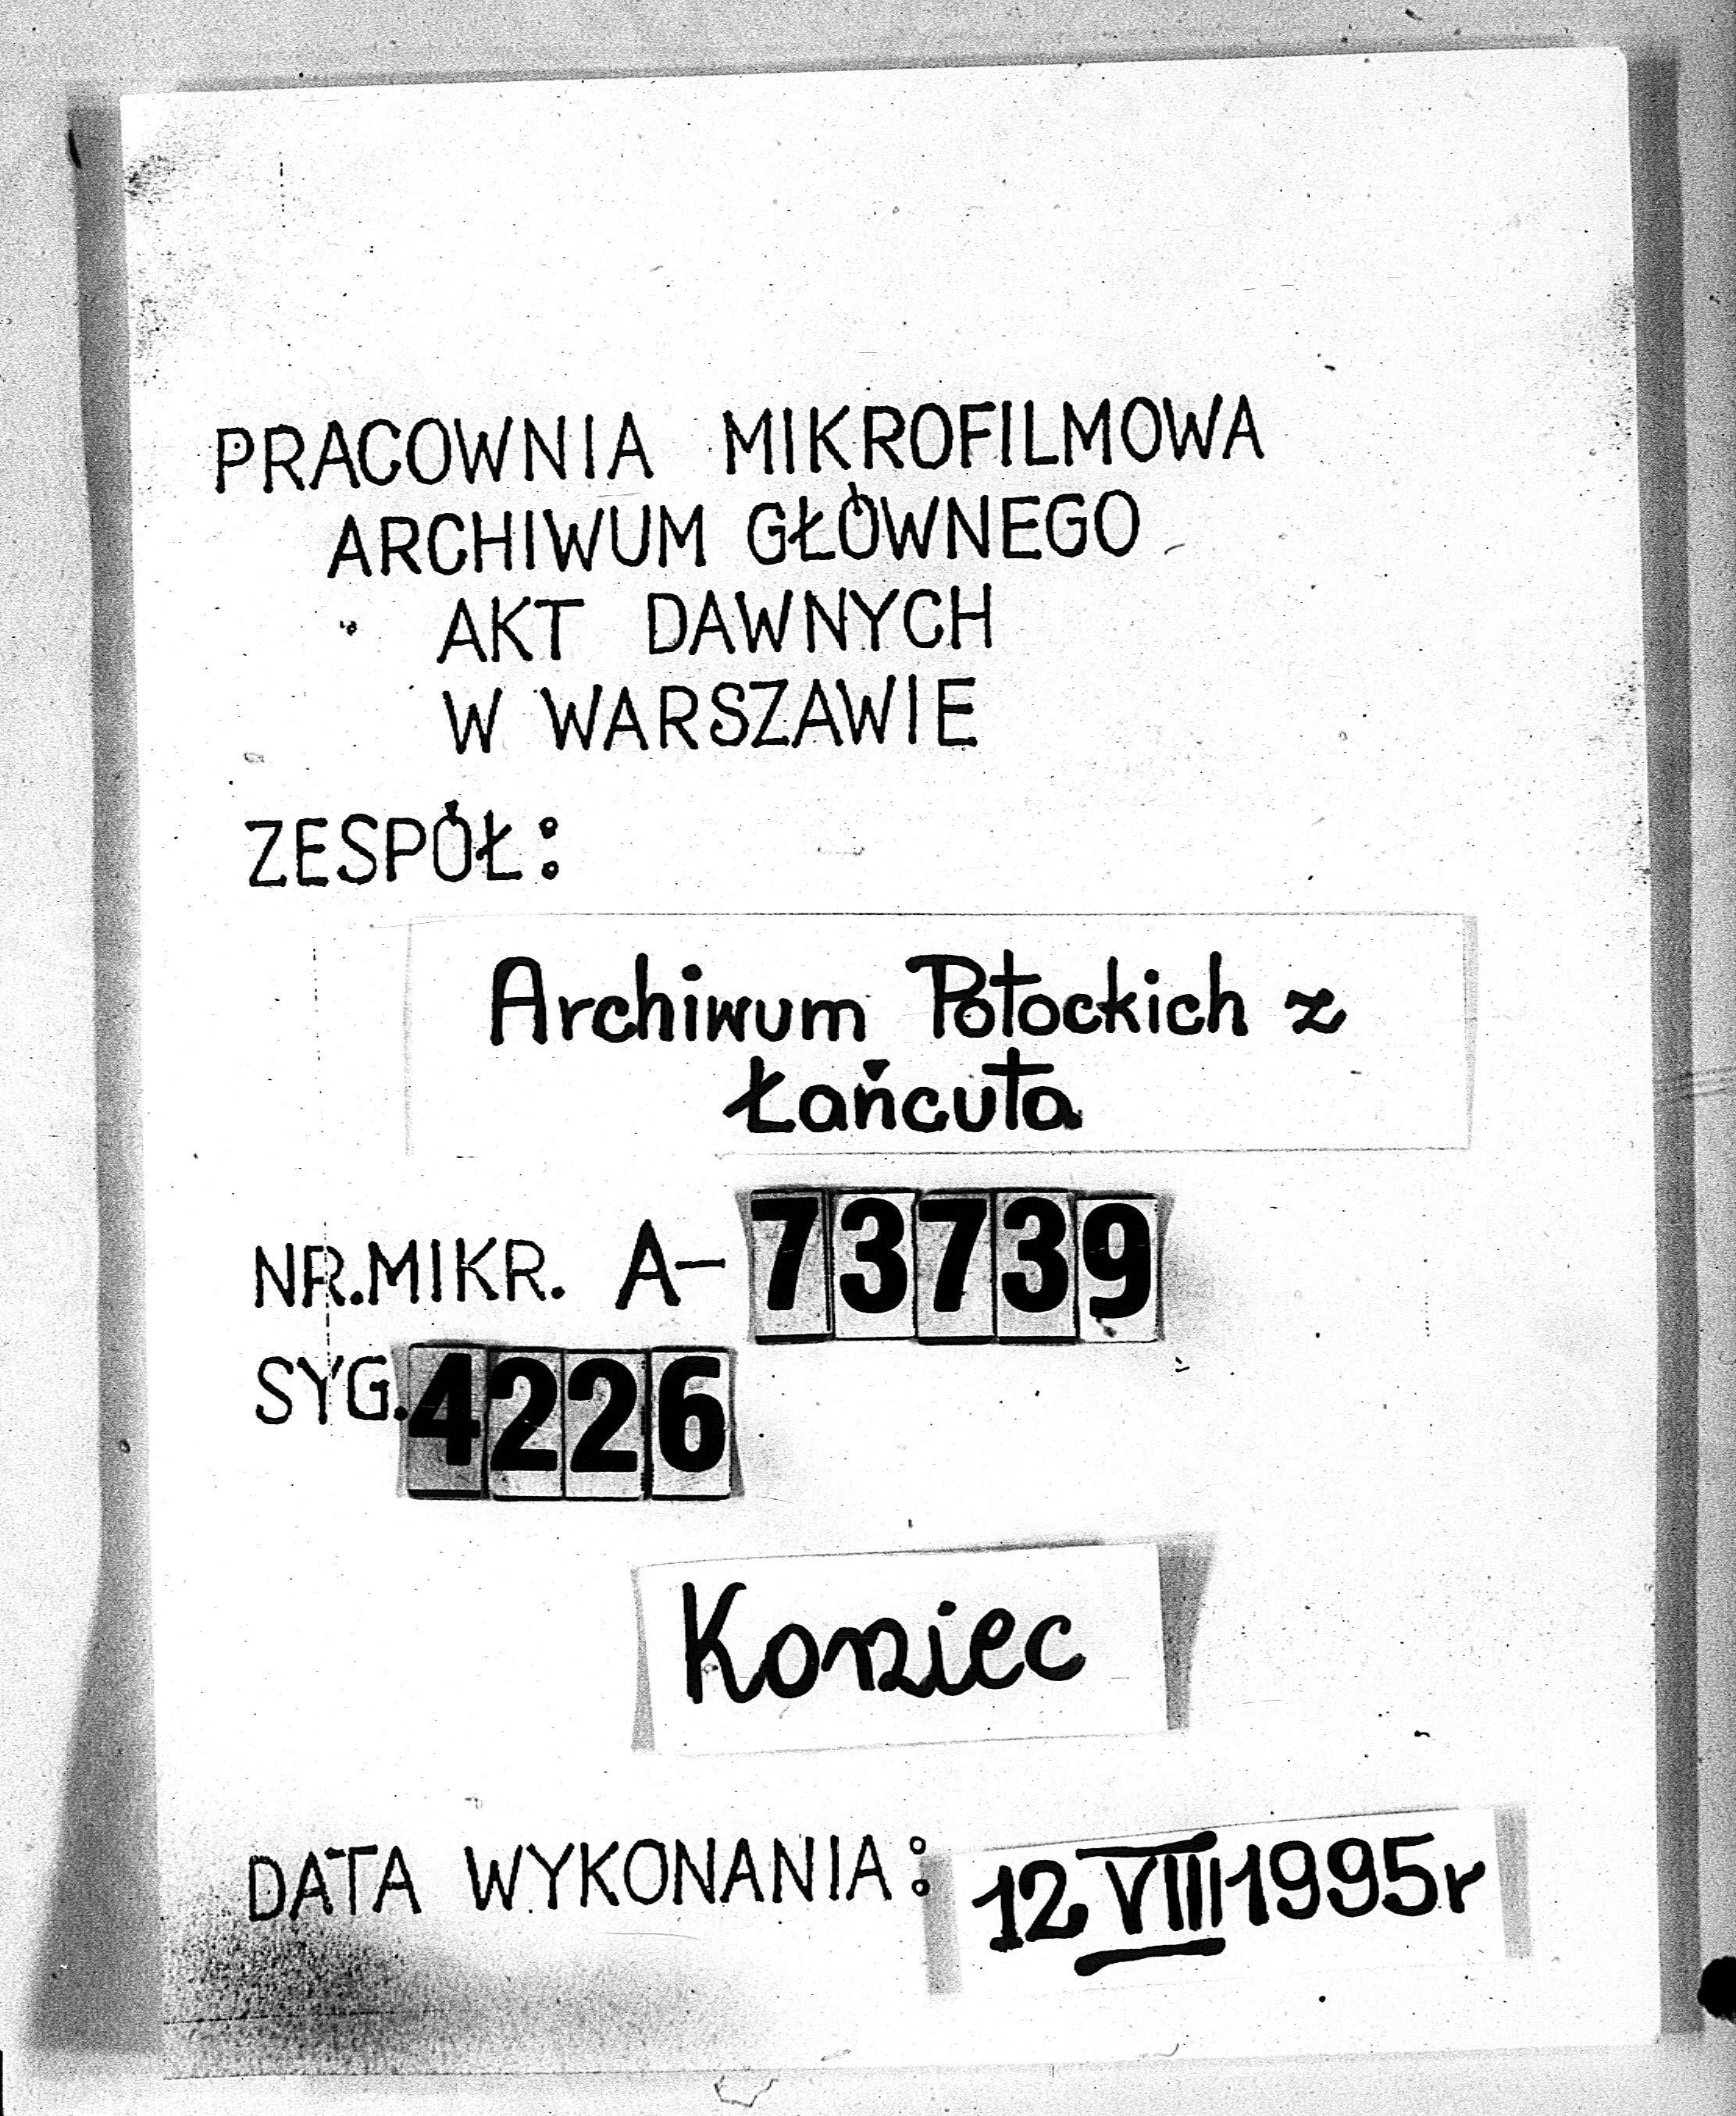 PRACOWNIA MIKROFILMOWA
ARCHIWUM GŁÓWNEGO
AKT DAWNYCH
W WARSZAWIE
ZESPÓŁ:
Archiwum Potockich z
Łańcuta
NR.MIKR. A-73739
SYG.4226
Koniec
DATA WYKONANIA: 12 VIII 1995r